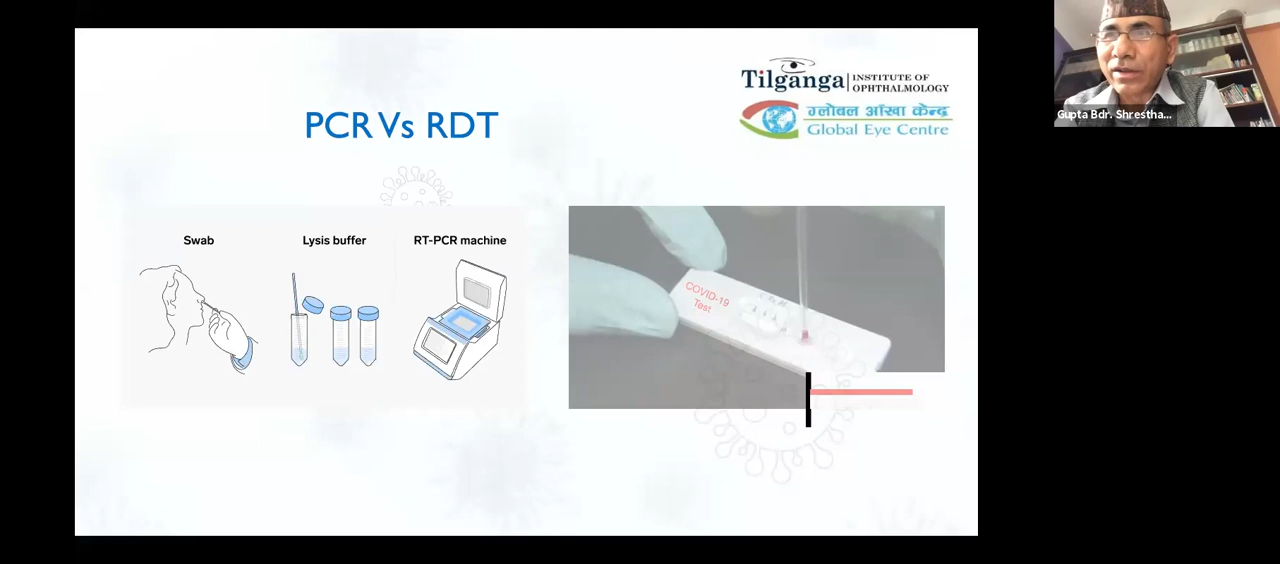 Tilganga
INSTITUTE OF
OPHTHALMOLOGY
ग्लोबल आँखा केन्द्र
Global Eye Centre
PCR Vs RDT
Swab
Lysis buffer
RT-PCR machine
COVID-19
Test
Gupta Bdr. Shrestha...